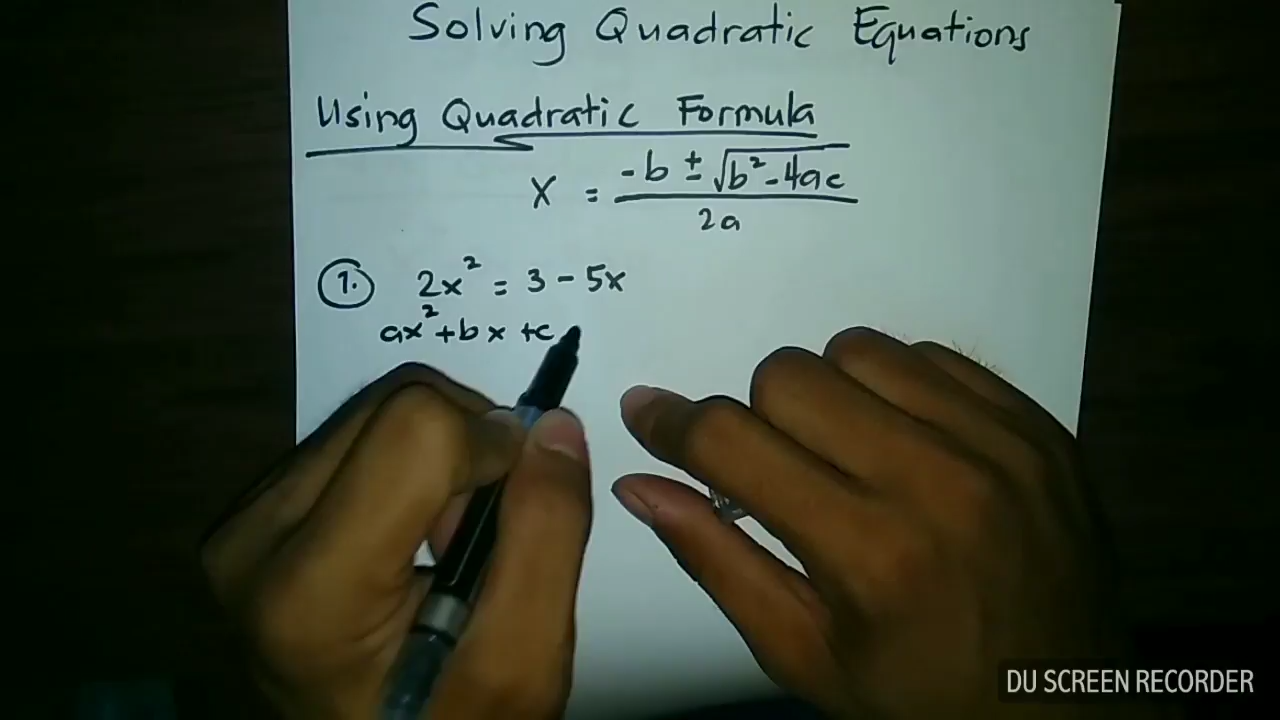 Solving Quadratic Equations
Using Quadratic Formula
x = -b ± √b² - 4ac / 2a
1. 2x² = 3 - 5x
ax² + bx + c
DU SCREEN RECORDER